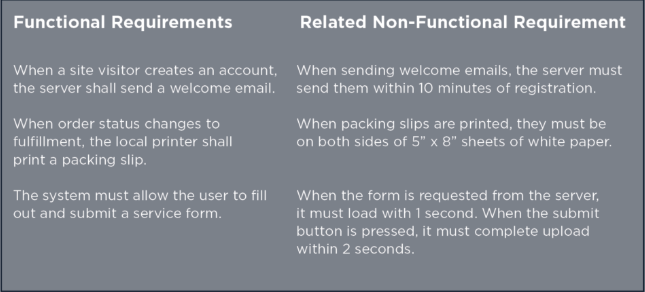 Functional Requirements
Related Non-Functional Requirement
When a site visitor creates an account,
the server shall send a welcome email.
When sending welcome emails, the server must
send them within 10 minutes of registration.
When order status changes to
fulfillment, the local printer shall
print a packing slip.
When packing slips are printed, they must be
on both sides of 5” x 8” sheets of white paper.
The system must allow the user to fill
out and submit a service form.
When the form is requested from the server,
it must load with 1 second. When the submit
button is pressed, it must complete upload
within 2 seconds.